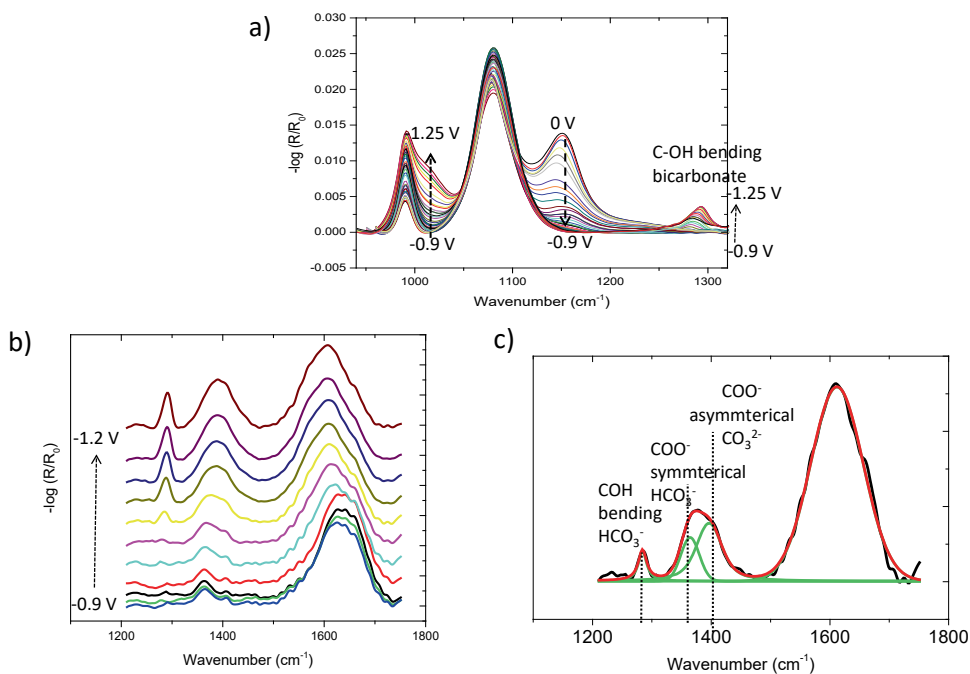 a)
-log (R/R0)
0.030
0.025
0.020
0.015
0.010
0.005
0.000
-0.005
-1.25 V
-0.9 V
0 V
-0.9 V
C-OH bending
bicarbonate
-1.25 V
-0.9 V
1000 1100 1200 1300
Wavenumber (cm-1)
b)
-log (R/R0)
-1.2 V
-0.9 V
1200 1400 1600 1800
Wavenumber (cm-1)
c)
COH
bending
HCO3-
COO-
symmterical
HCO3-
COO-
asymmterical
CO32-
1200 1400 1600 1800
Wavenumber (cm-1)